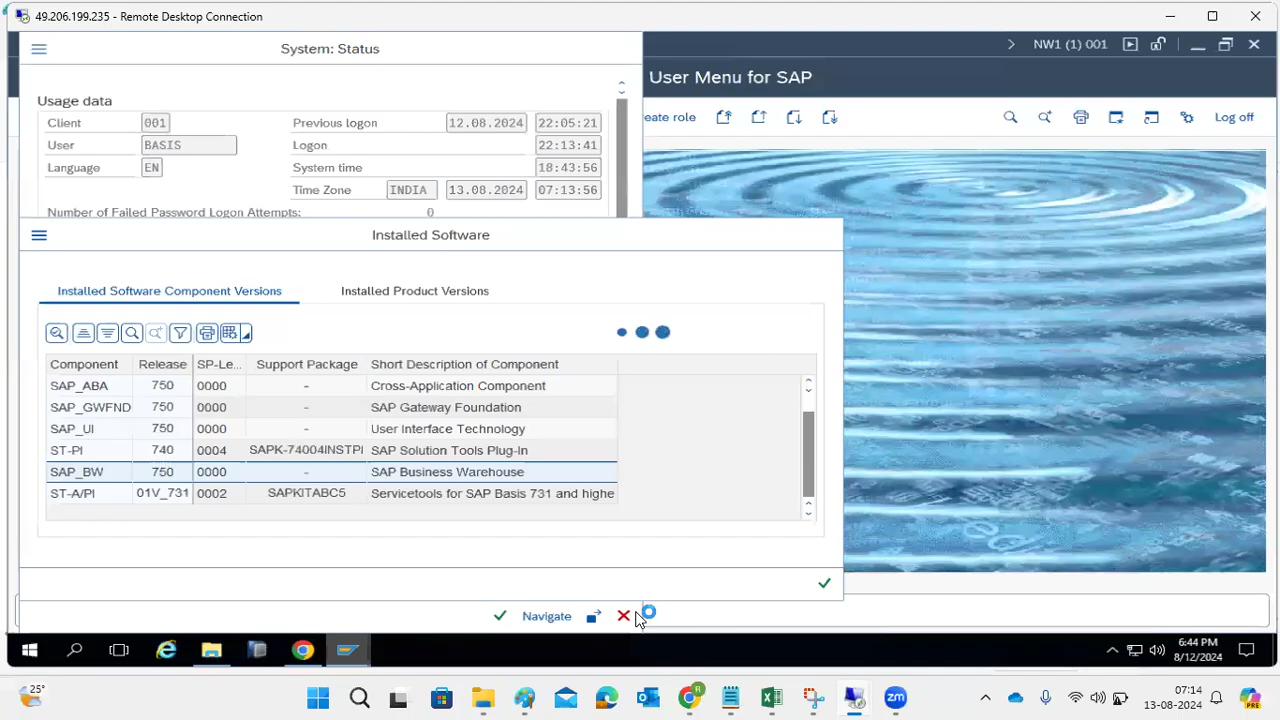 49.206.199.235 - Remote Desktop Connection
System: Status
NW1 (1) 001
User Menu for SAP
Usage data
eate role
Log off
Client 001 Previous logon 12.08.2024 22:05:21
User BASIS Logon 22:13:41
Language EN System time 18:43:56
Time Zone INDIA 13.08.2024 07:13:56
Number of Failed Password Logon Attempts: 0
Installed Software
Installed Software Component Versions Installed Product Versions
Component Release SP-Le... Support Package Short Description of Component
SAP_ABA 750 0000 - Cross-Application Component
SAP_GWFND 750 0000 - SAP Gateway Foundation
SAP_UI 750 0000 - User Interface Technology
ST-PI 740 0004 SAPK-74004INSTPI SAP Solution Tools Plug-In
SAP_BW 750 0000 - SAP Business Warehouse
ST-A/PI 01V_731 0002 SAPKITABC5 Servicetools for SAP Basis 731 and highe
Navigate
6:44 PM
8/12/2024
25°
07:14
13-08-2024